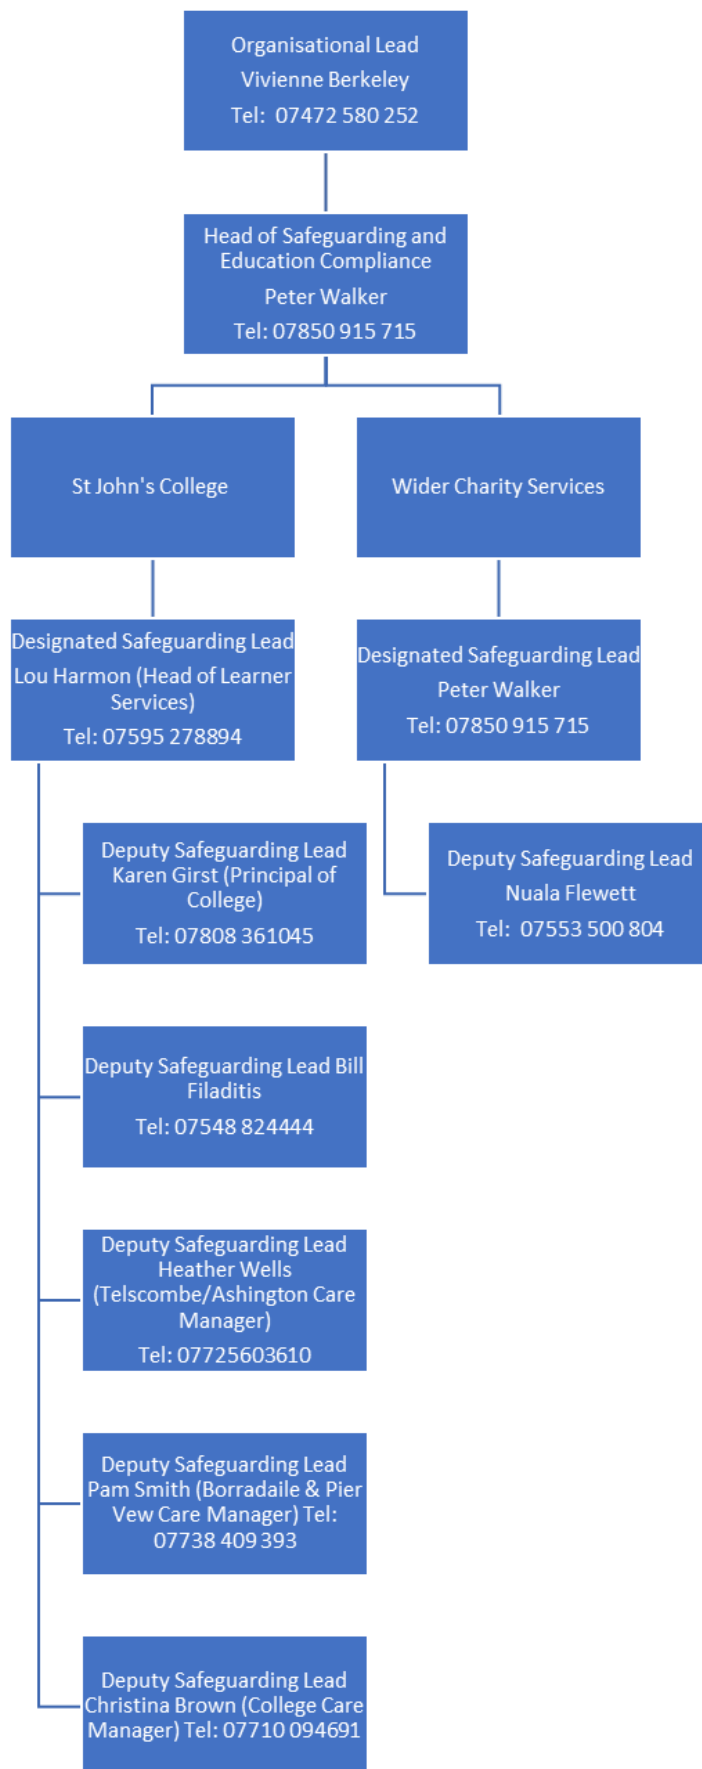 Organisational Lead
Vivienne Berkeley
Tel:  07472 580 252
Head of Safeguarding and
Education Compliance
Peter Walker
Tel: 07850 915 715
St John's College
Wider Charity Services
Designated Safeguarding Lead
Lou Harmon (Head of Learner
Services)
Tel: 07595 278894
Designated Safeguarding Lead
Peter Walker
Tel: 07850 915 715
Deputy Safeguarding Lead
Karen Girst (Principal of
College)
Tel: 07808 361045
Deputy Safeguarding Lead
Nuala Flewett
Tel:  07553 500 804
Deputy Safeguarding Lead Bill
Filaditis
Tel: 07548 824444
Deputy Safeguarding Lead
Heather Wells
(Telscombe/Ashington Care
Manager)
Tel: 07725603610
Deputy Safeguarding Lead
Pam Smith (Borradaile & Pier
Vew Care Manager) Tel:
07738 409 393
Deputy Safeguarding Lead
Christina Brown (College Care
Manager) Tel: 07710 094691